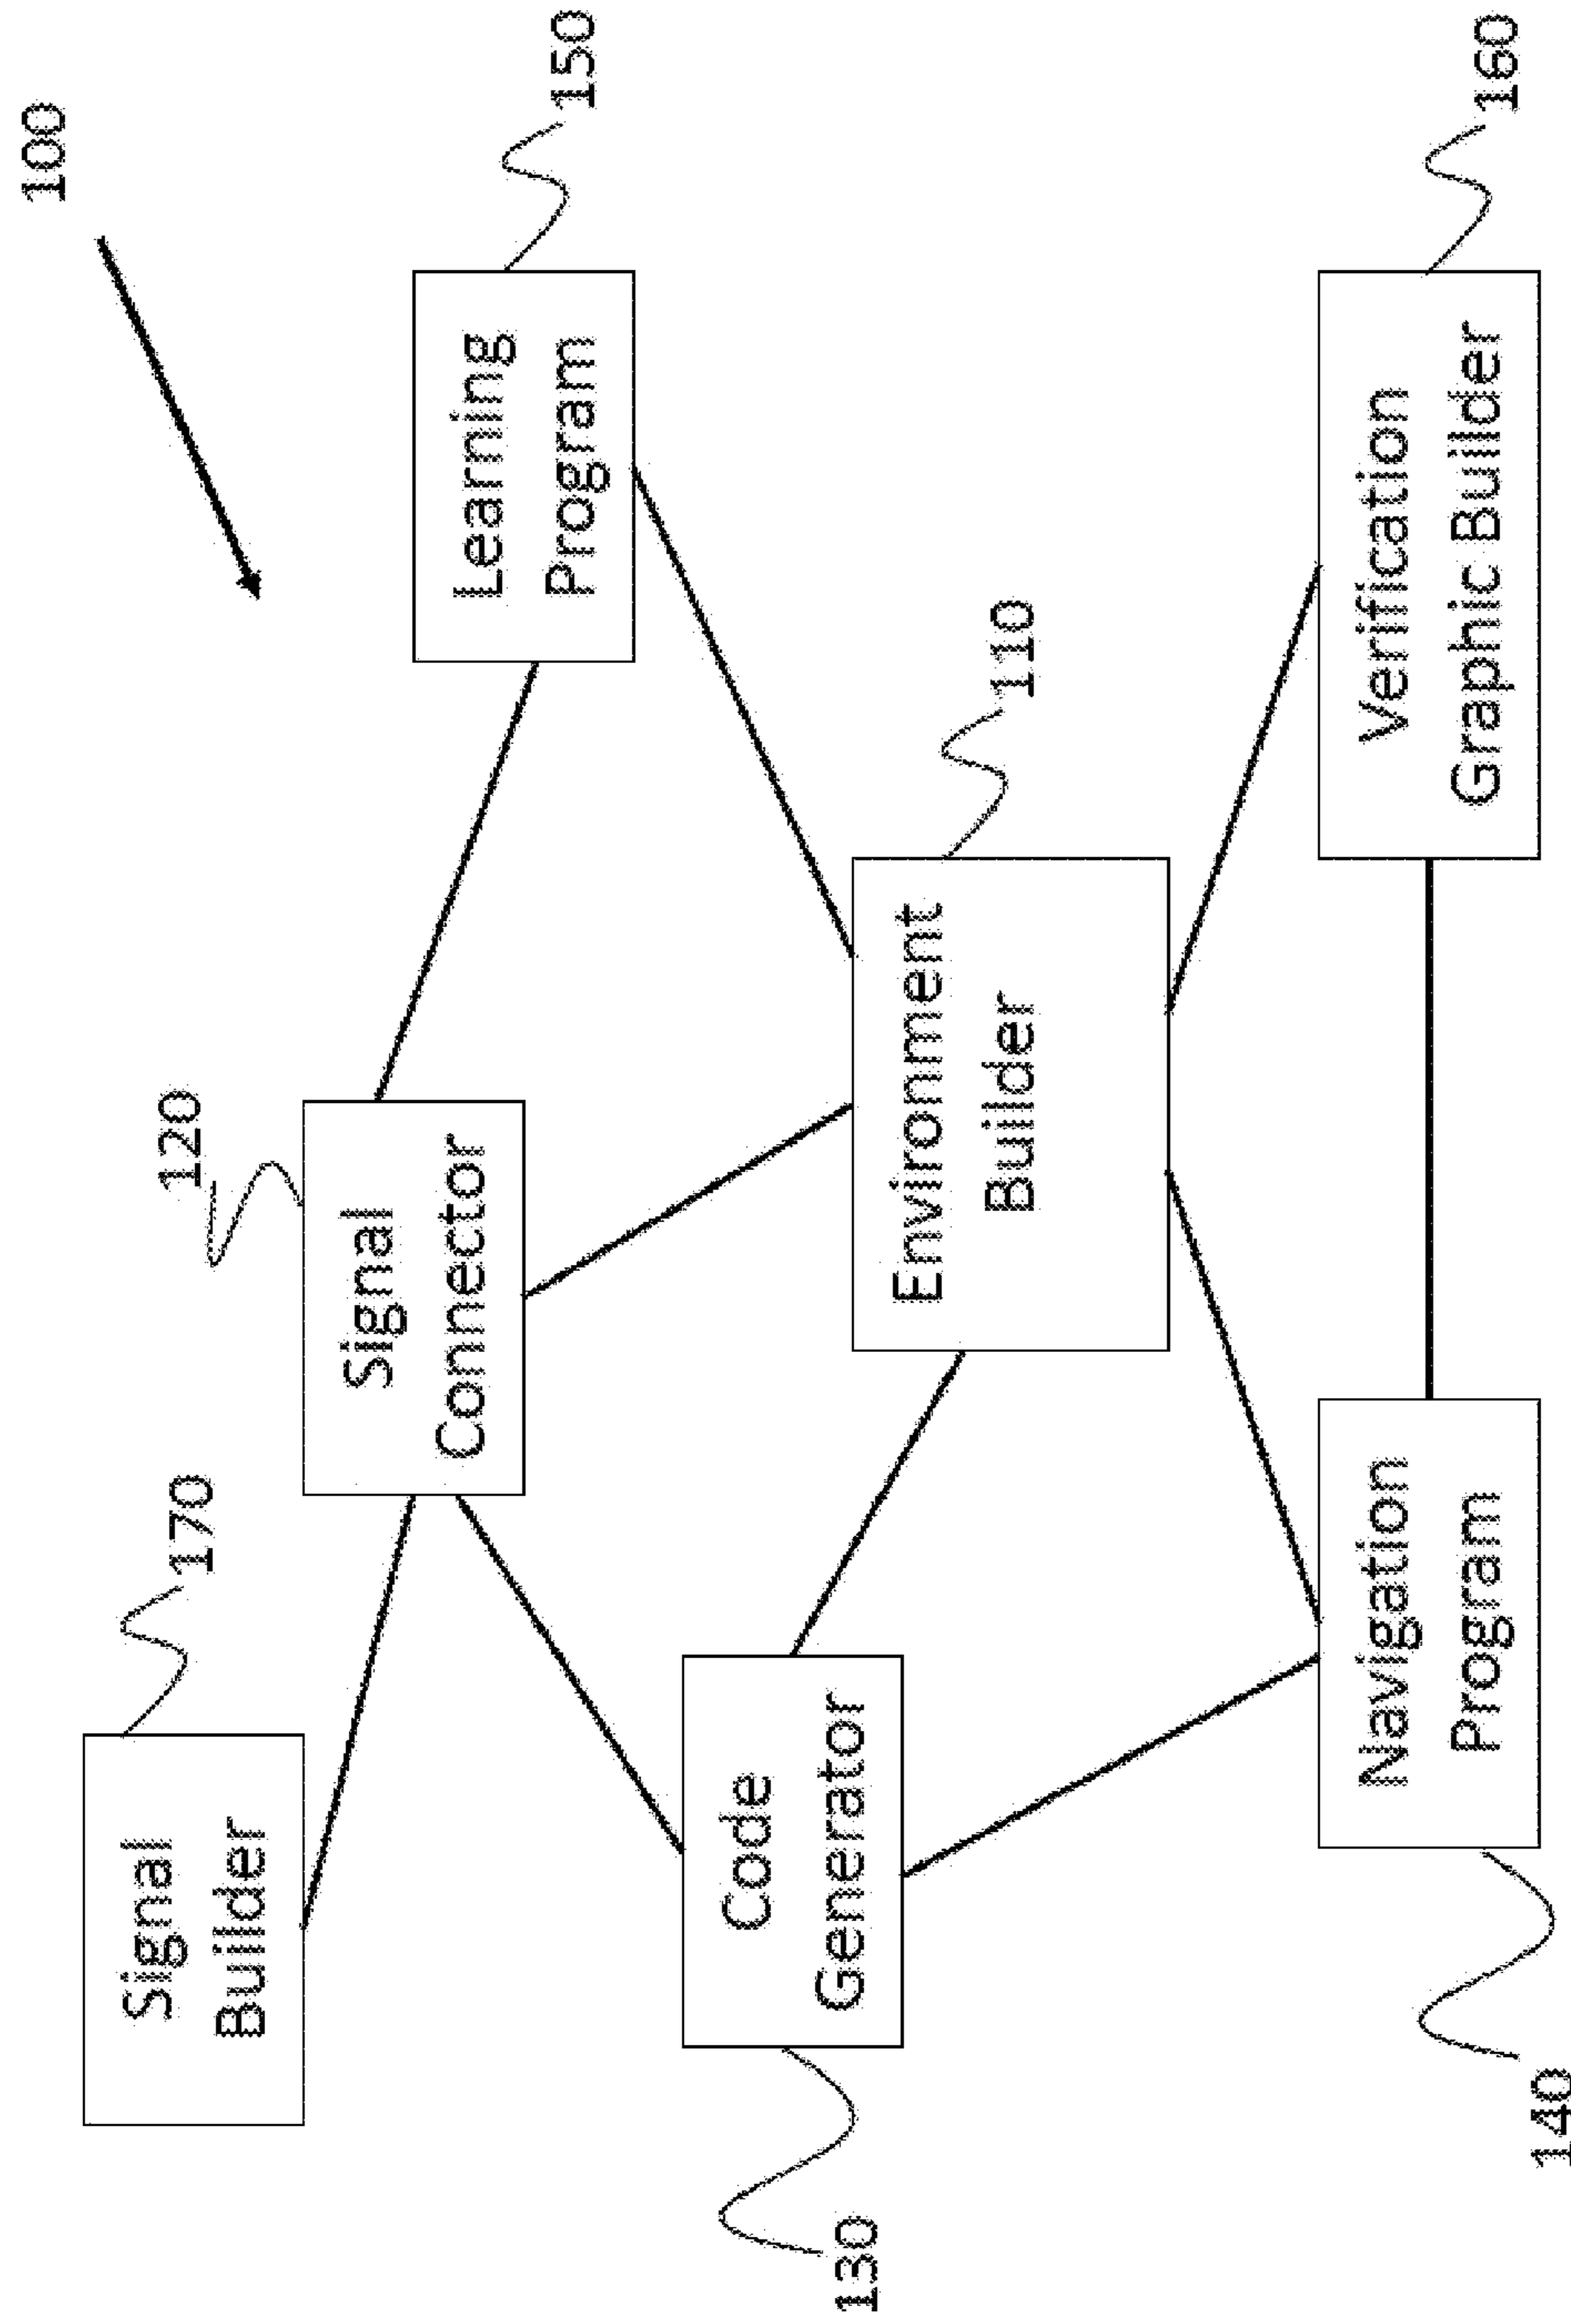 100
Signal
Builder
170
Signal
Connector
120
Learning
Program
150
Code
Generator
130
Environment
Builder
110
Navigation
Program
140
Verification
Graphic Builder
160